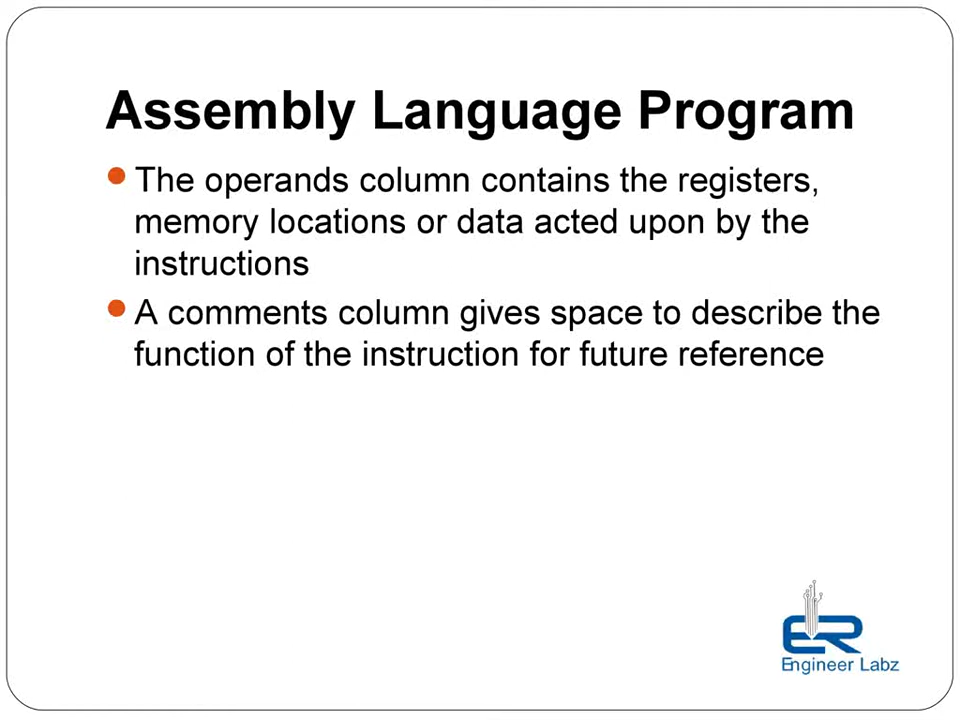 Assembly Language Program
The operands column contains the registers,
memory locations or data acted upon by the
instructions
A comments column gives space to describe the
function of the instruction for future reference
ER
Engineer Labz